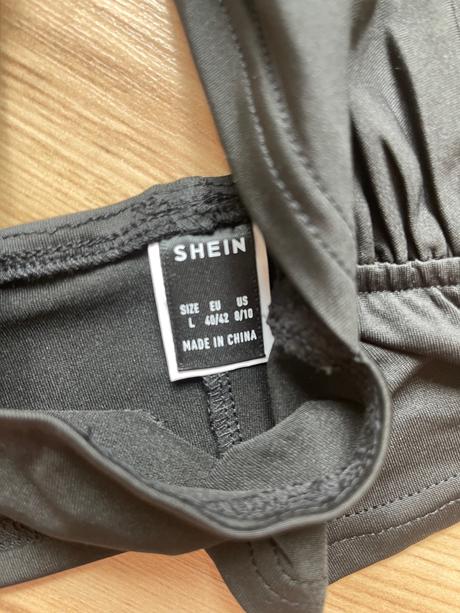 SHEIN
SIZE EU US
L 40/42 8/10
MADE IN CHINA